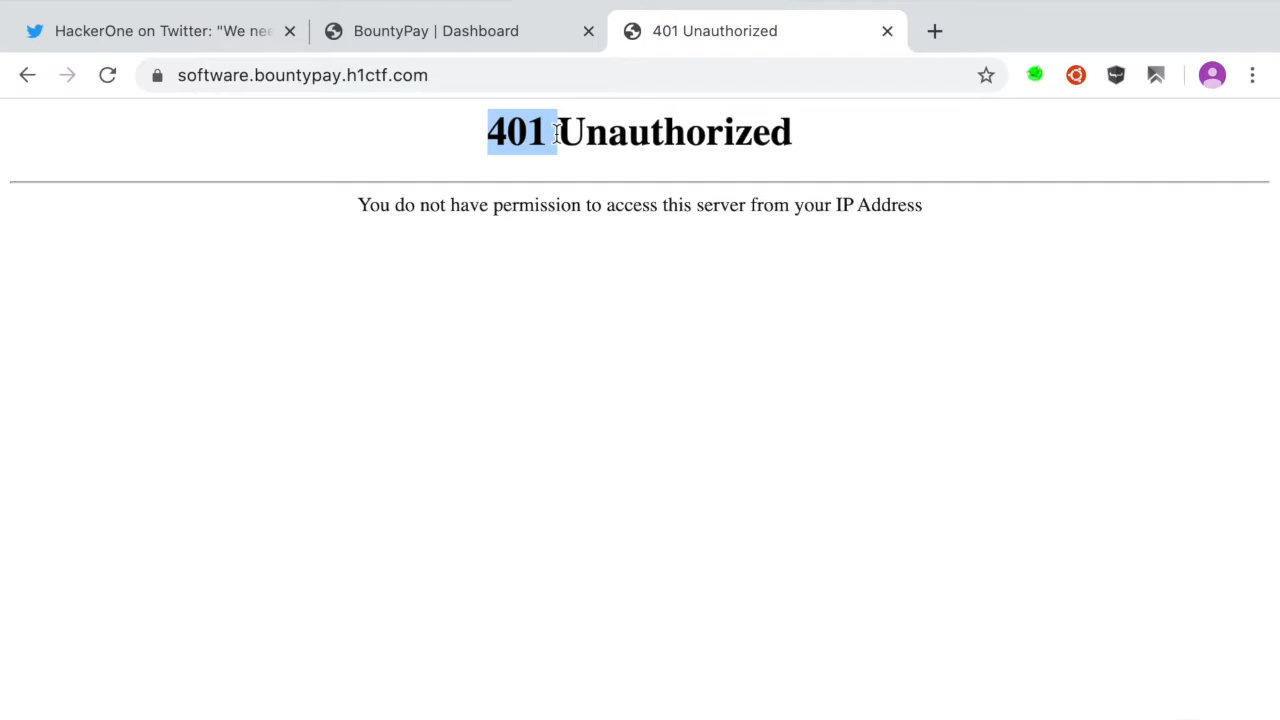 HackerOne on Twitter: "We nee
BountyPay | Dashboard
401 Unauthorized
software.bountypay.h1ctf.com
401 Unauthorized
You do not have permission to access this server from your IP Address